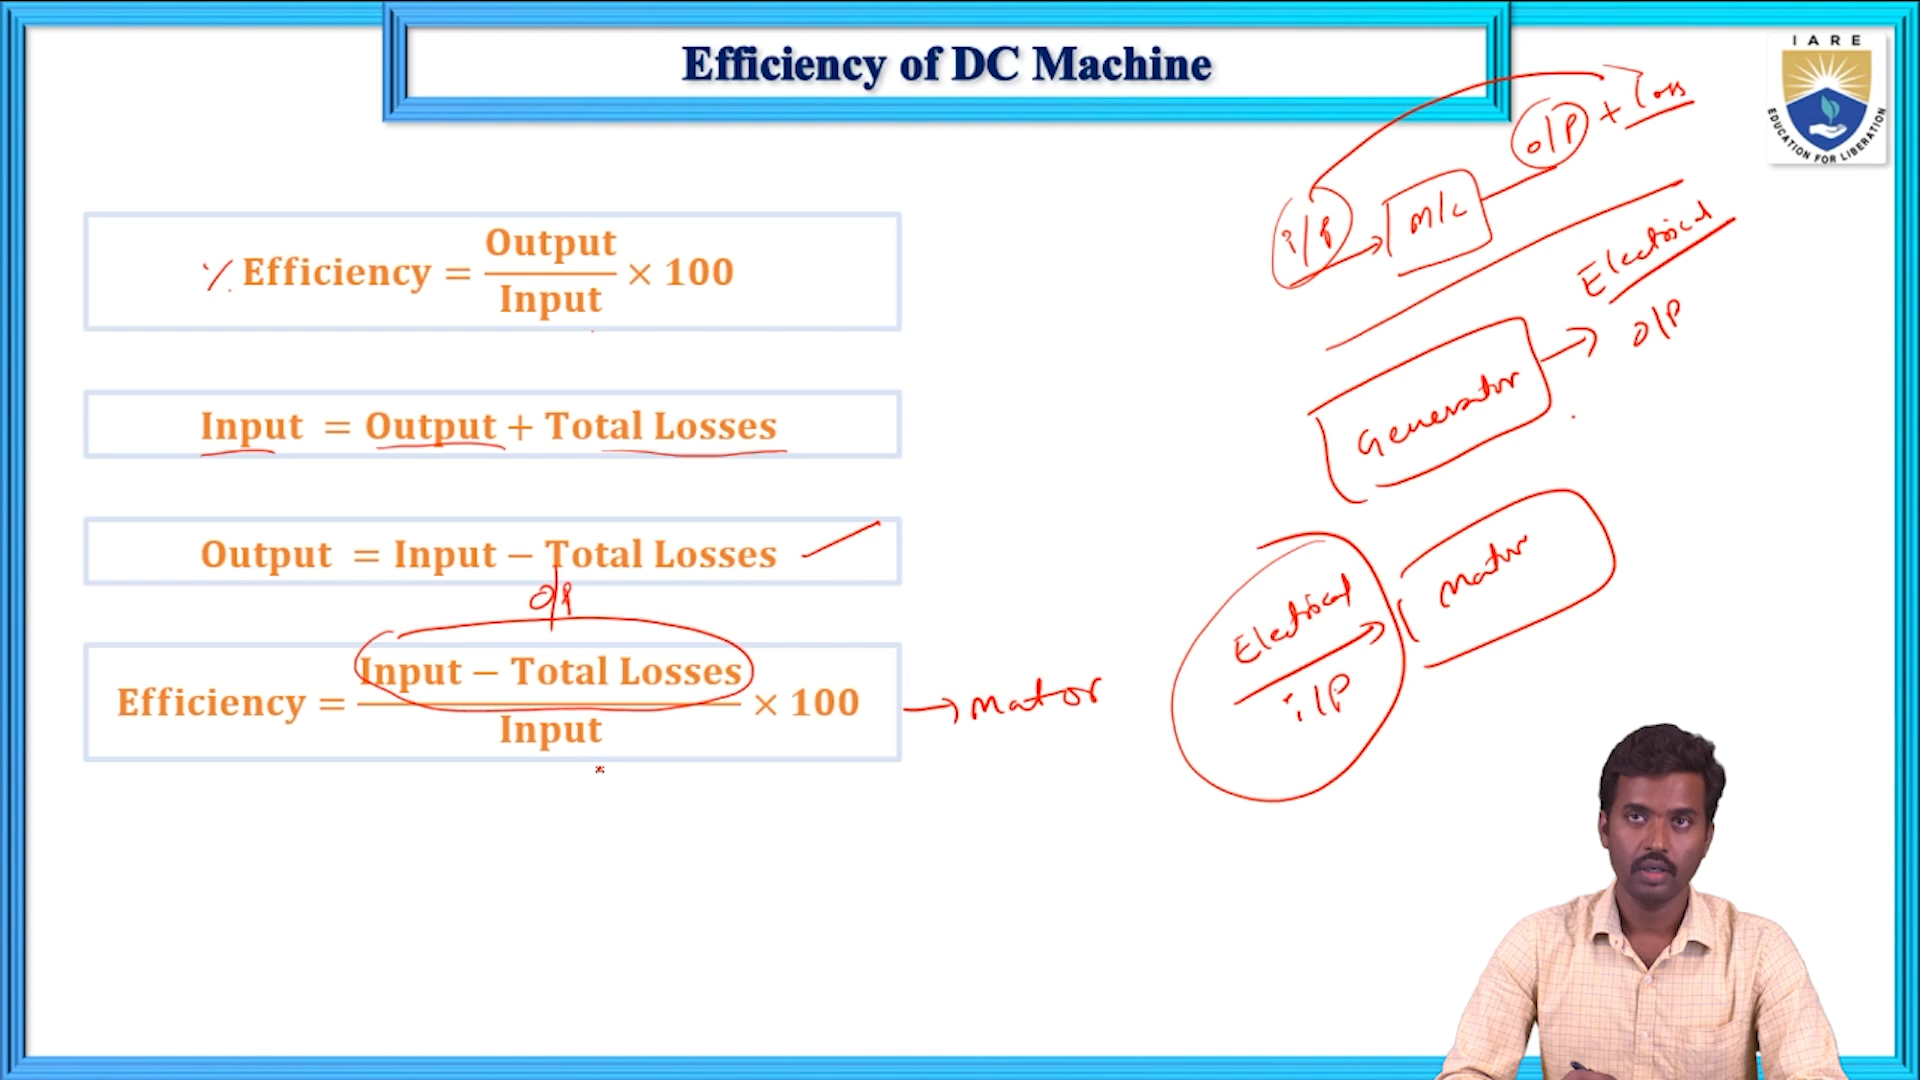 Efficiency of DC Machine
IARE
EDUCATION FOR LIBERATION
% Efficiency = Output / Input × 100
Input = Output + Total Losses
Output = Input − Total Losses
o/p
Efficiency = Input − Total Losses / Input × 100
→ Motor
i/p → M/c o/p + Loss
Generator → Electrical o/p
Electrical i/p → Motor